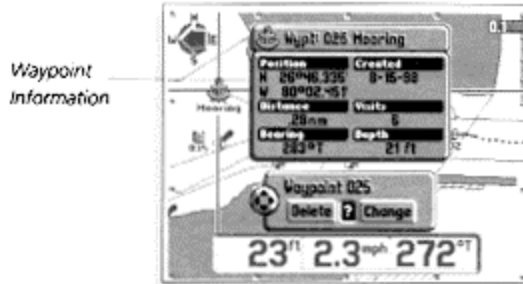 Waypoint
Information
Wypt: 025 Mooring
Position Created
N 26°46.335' 8-15-98
W 80°02.451'
Distance Visits
.28nm 6
Bearing Depth
283°T 21 ft
Mooring
Waypoint 025
Delete ? Change
23ft 2.3mph 272°T